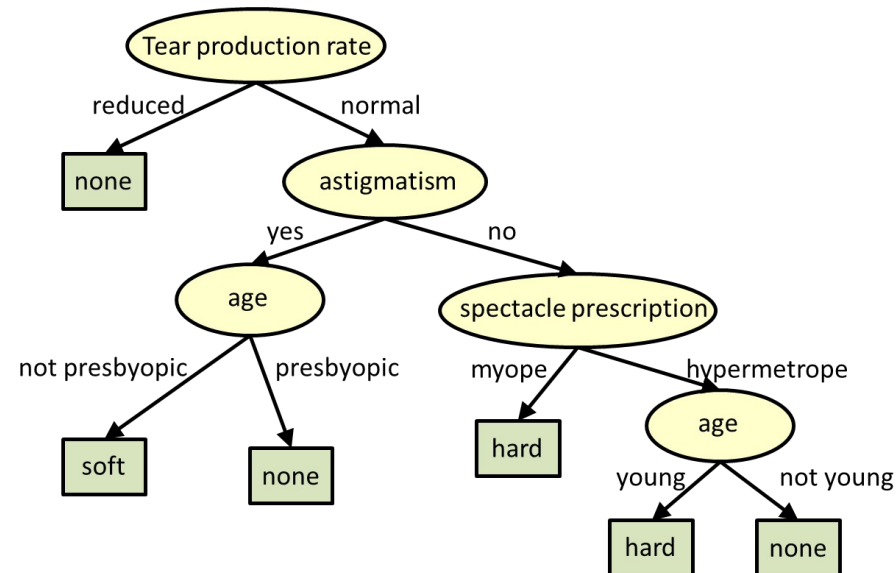 Tear production rate
reduced
normal
none
astigmatism
yes
no
age
spectacle prescription
not presbyopic
presbyopic
myope
hypermetrope
soft
none
hard
age
young
not young
hard
none